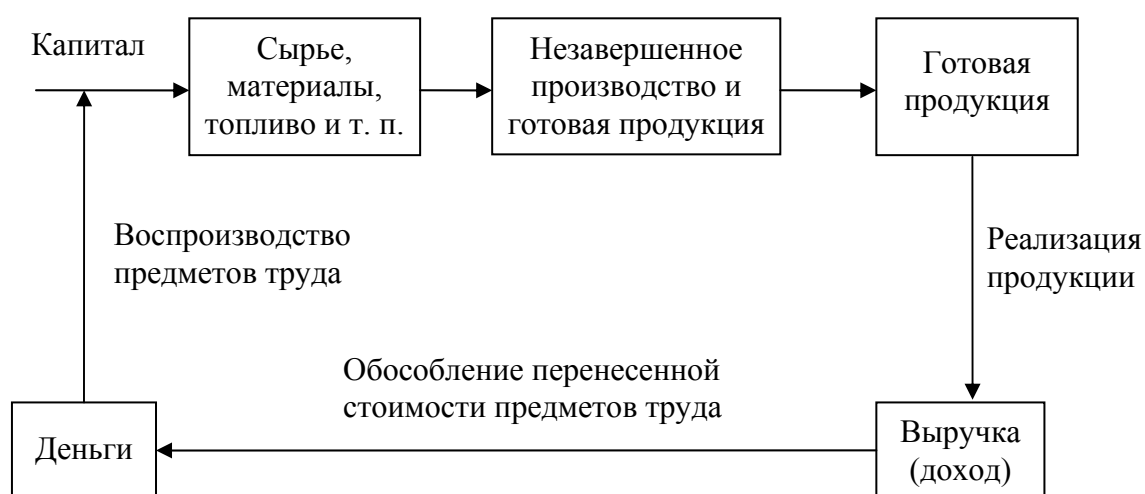 Капитал
Сырье,
материалы,
топливо и т. п.
Незавершенное
производство и
готовая продукция
Готовая
продукция
Воспроизводство
предметов труда
Реализация
продукции
Обособление перенесенной
стоимости предметов труда
Деньги
Выручка
(доход)